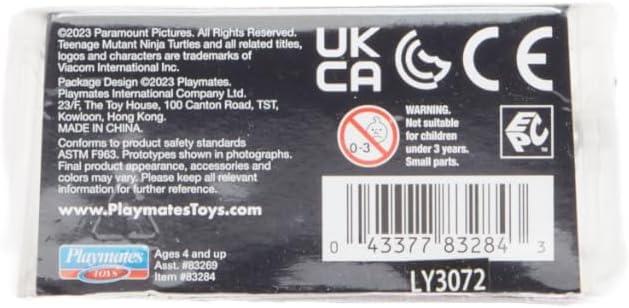 ©2023 Paramount Pictures. All Rights Reserved.
Teenage Mutant Ninja Turtles and all related titles,
logos and characters are trademarks of
Viacom International Inc.
Package Design ©2023 Playmates.
Playmates International Company Ltd.
23/F, The Toy House, 100 Canton Road, TST,
Kowloon, Hong Kong.
MADE IN CHINA.
Conforms to product safety standards
ASTM F963. Prototypes shown in photographs.
Final product appearance, accessories and
colors may vary. Please keep all relevant
information for further reference.
www.PlaymatesToys.com
Playmates
TOYS
Ages 4 and up
Asst. #83269
Item #83284
UK
CA
CE
0-3
WARNING.
Not suitable
for children
under 3 years.
Small parts.
0 43377 83284 3
LY3072